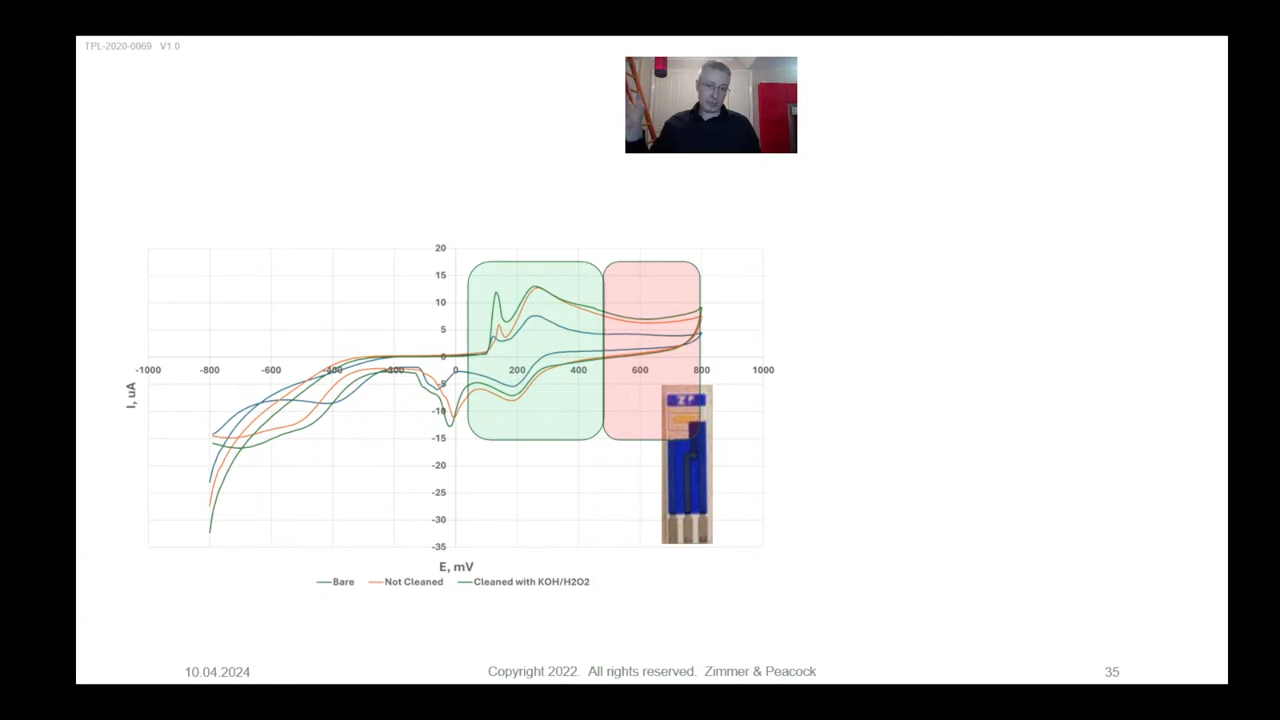 TPL-2020-0069 V1.0
20
15
10
5
0
-1000 -800 -600 -400 -200 0 200 400 600 800 1000
-5
-10
-15
-20
-25
-30
-35
I, uA
ZP
E, mV
Bare Not Cleaned Cleaned with KOH/H2O2
10.04.2024 Copyright 2022. All rights reserved. Zimmer & Peacock 35